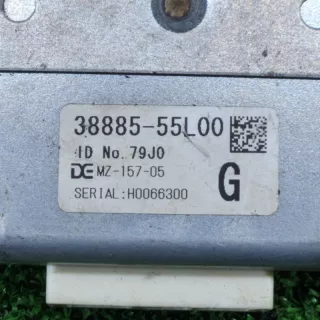 38885-55L00
ID No. 79J0
DE MZ-157-05
G
SERIAL:H0066300